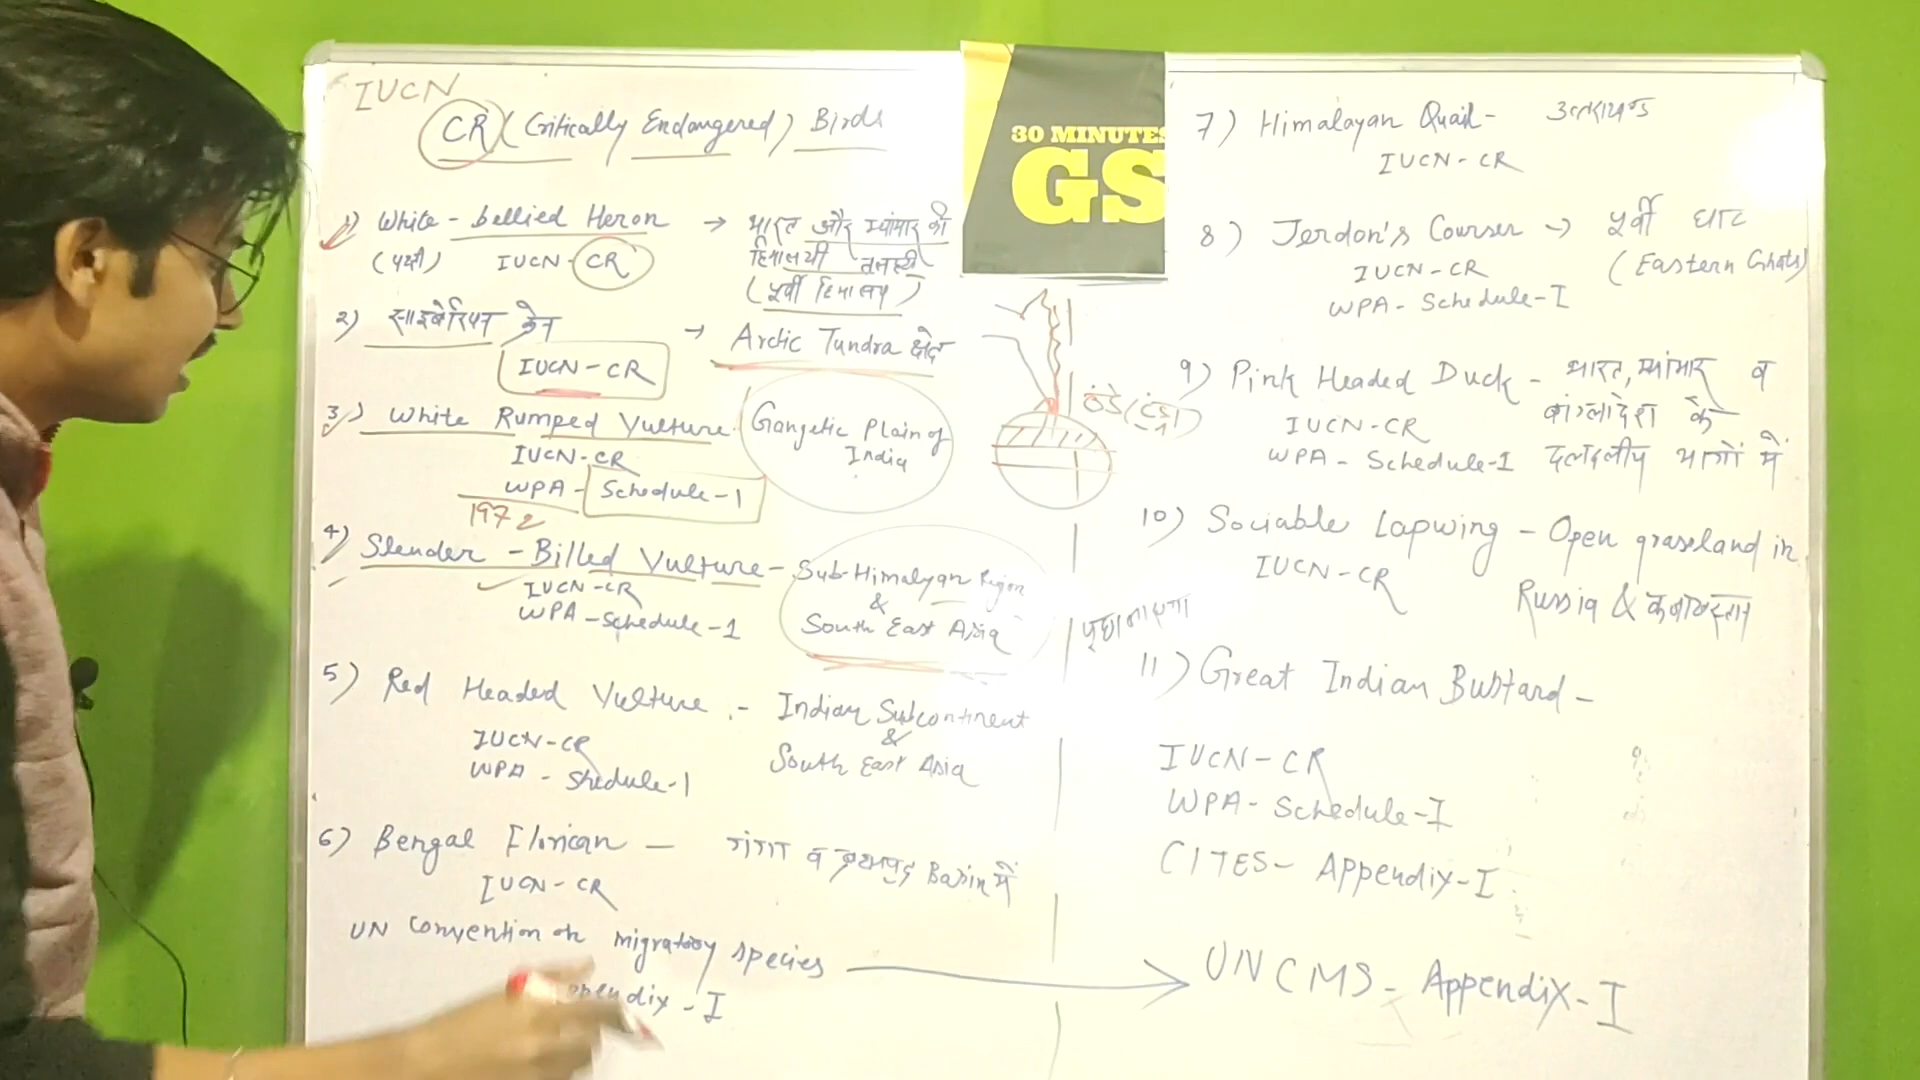 IUCN
CR (Critically Endangered) Birds
1) White - bellied Heron → भारत और म्यांमार की
(पक्षी) IUCN - CR हिमालयी तलहटी
(पूर्वी हिमालय)
2) साइबेरियन क्रेन → Arctic Tundra क्षेत्र
IUCN - CR
3) White Rumped Vulture Gangetic Plain of
India
IUCN - CR
WPA - Schedule - 1
1972
4) Slender - Billed Vulture - Sub-Himalyan Region
&
South East Asia
IUCN - CR
WPA - Schedule - 1
5) Red Headed Vulture - Indian Subcontinent
&
South East Asia
IUCN - CR
WPA - Shedule - 1
6) Bengal Florican - गंगा व ब्रह्मपुत्र Basin में
IUCN - CR
UN Convention on migratory species
ppendix - I
30 MINUTES
GS
ठंडे (
7) Himalayan Quail - उत्तराखण्ड
IUCN - CR
8) Jerdon's Courser → पूर्वी घाट
(Eastern Ghats)
IUCN - CR
WPA - Schedule - I
9) Pink Headed Duck - भारत, म्यांमार व
बांग्लादेश के
दलदलीय भागों में
IUCN - CR
WPA - Schedule - I
10) Sociable Lapwing - Open grassland in
Russia & कजाकस्तान
IUCN - CR
11) Great Indian Bustard -
IUCN - CR
WPA - Schedule - I
CITES - Appendix - I
UNCMS - Appendix - I